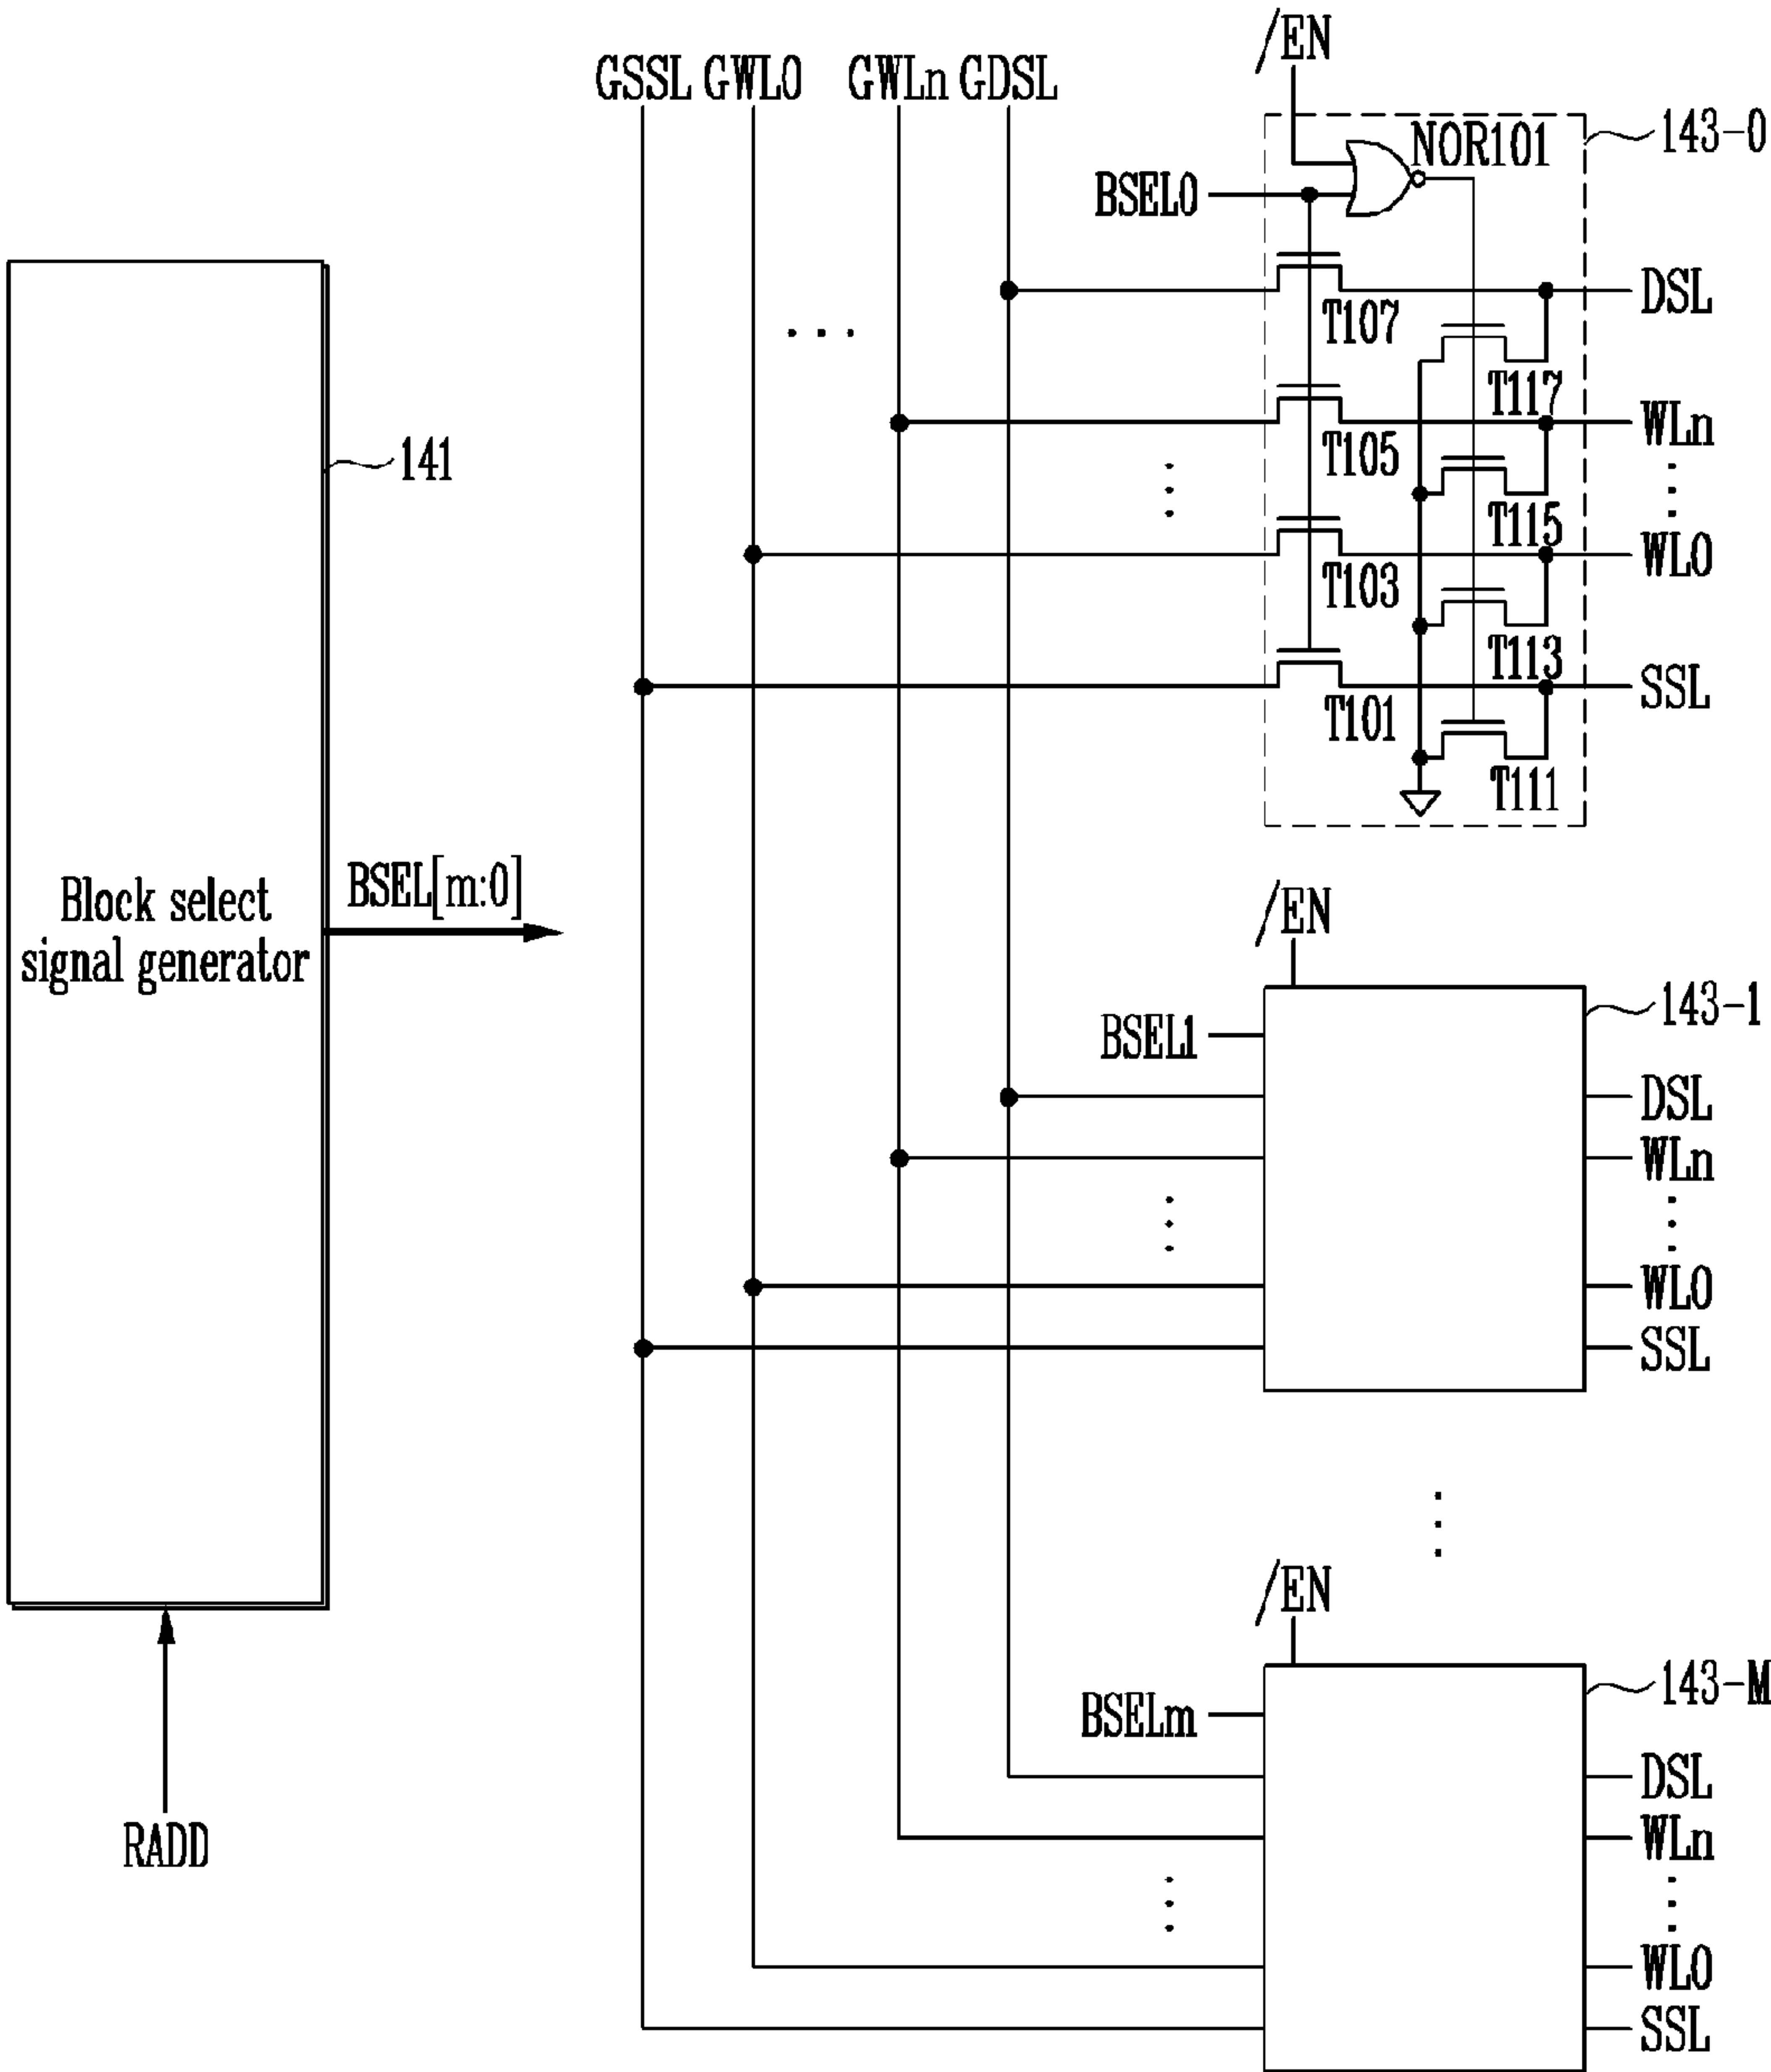 /EN
GSSL GWL0 GWLn GDSL
143-0
NOR101
BSEL0
DSL
T107
T117
WLn
141
T105
T115
WL0
T103
T113
SSL
T101
T111
BSEL[m:0]
Block select
signal generator
/EN
143-1
BSEL1
DSL
WLn
WL0
SSL
/EN
143-M
BSELm
DSL
RADD
WLn
WL0
SSL